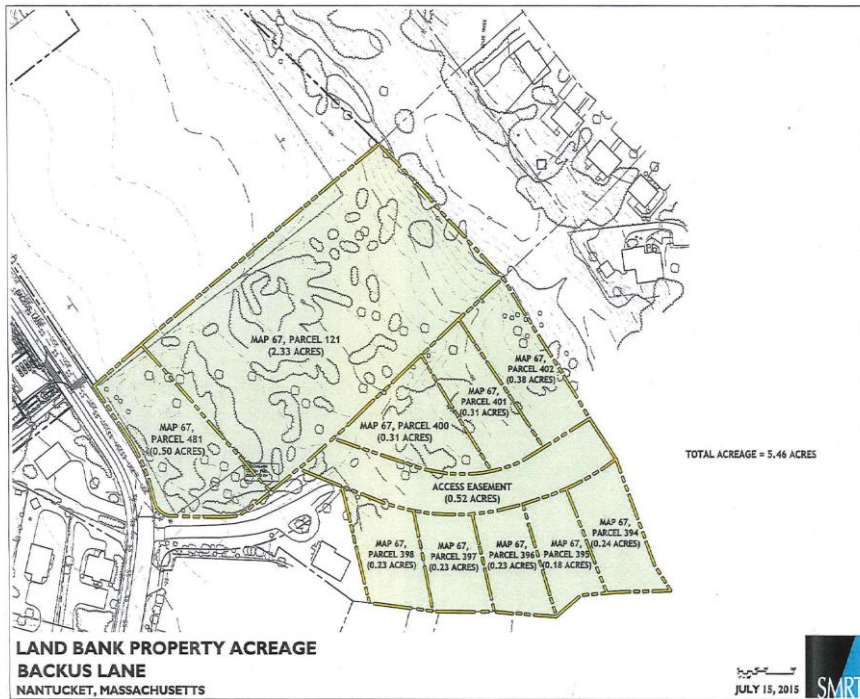 MAP 67, PARCEL 121
(2.33 ACRES)
MAP 67,
PARCEL 402
(0.38 ACRES)
MAP 67,
PARCEL 401
(0.31 ACRES)
MAP 67, PARCEL 400
(0.31 ACRES)
MAP 67,
PARCEL 481
(0.50 ACRES)
TOTAL ACREAGE = 5.46 ACRES
ACCESS EASEMENT
(0.52 ACRES)
MAP 67,
PARCEL 398
(0.23 ACRES)
MAP 67,
PARCEL 397
(0.23 ACRES)
MAP 67,
PARCEL 396
(0.23 ACRES)
MAP 67,
PARCEL 395
(0.18 ACRES)
MAP 67,
PARCEL 394
(0.24 ACRES)
LAND BANK PROPERTY ACREAGE
BACKUS LANE
NANTUCKET, MASSACHUSETTS
JULY 15, 2015
SMRT